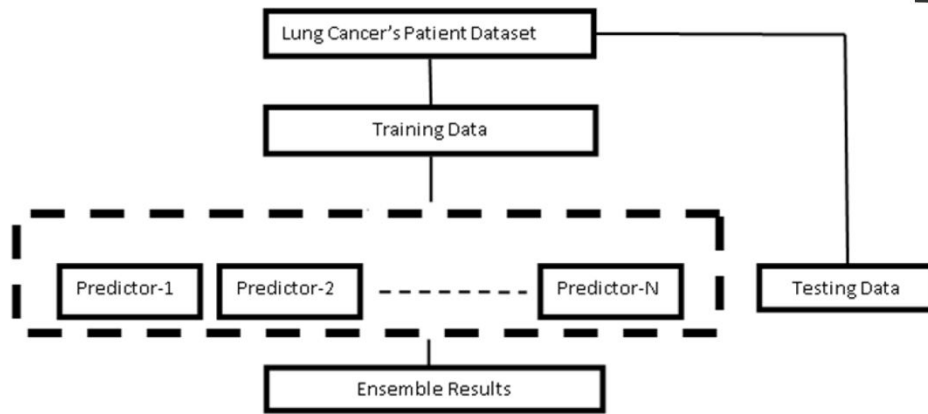 Lung Cancer's Patient Dataset
Training Data
Predictor-1
Predictor-2
Predictor-N
Testing Data
Ensemble Results